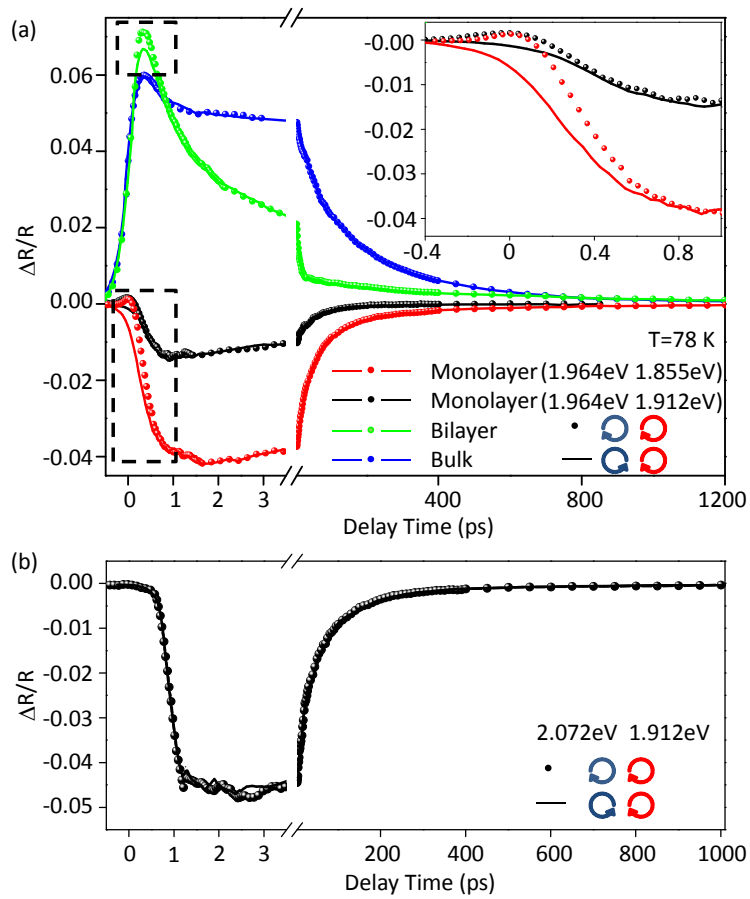 (a)
0.06
0.04
0.02
0.00
-0.02
-0.04
ΔR/R
-0.00
-0.01
-0.02
-0.03
-0.04
-0.4 0 0.4 0.8
T=78 K
Monolayer (1.964eV 1.855eV)
Monolayer (1.964eV 1.912eV)
Bilayer
Bulk
0 1 2 3 400 800 1200
Delay Time (ps)
(b)
0.00
-0.01
-0.02
-0.03
-0.04
-0.05
ΔR/R
2.072eV 1.912eV
0 1 2 3 200 400 600 800 1000
Delay Time (ps)